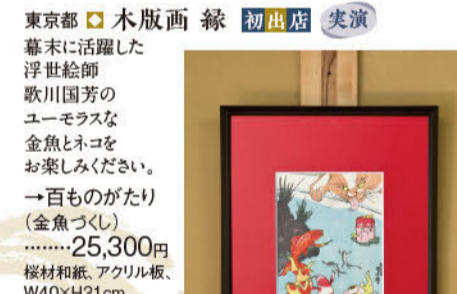 東京都 ◆ 木版画 縁 初出店 実演
幕末に活躍した
浮世絵師
歌川国芳の
ユーモラスな
金魚とネコを
お楽しみください。
→百ものがたり
(金魚づくし)
………25,300円
桜材和紙、アクリル板、
W40×H31cm